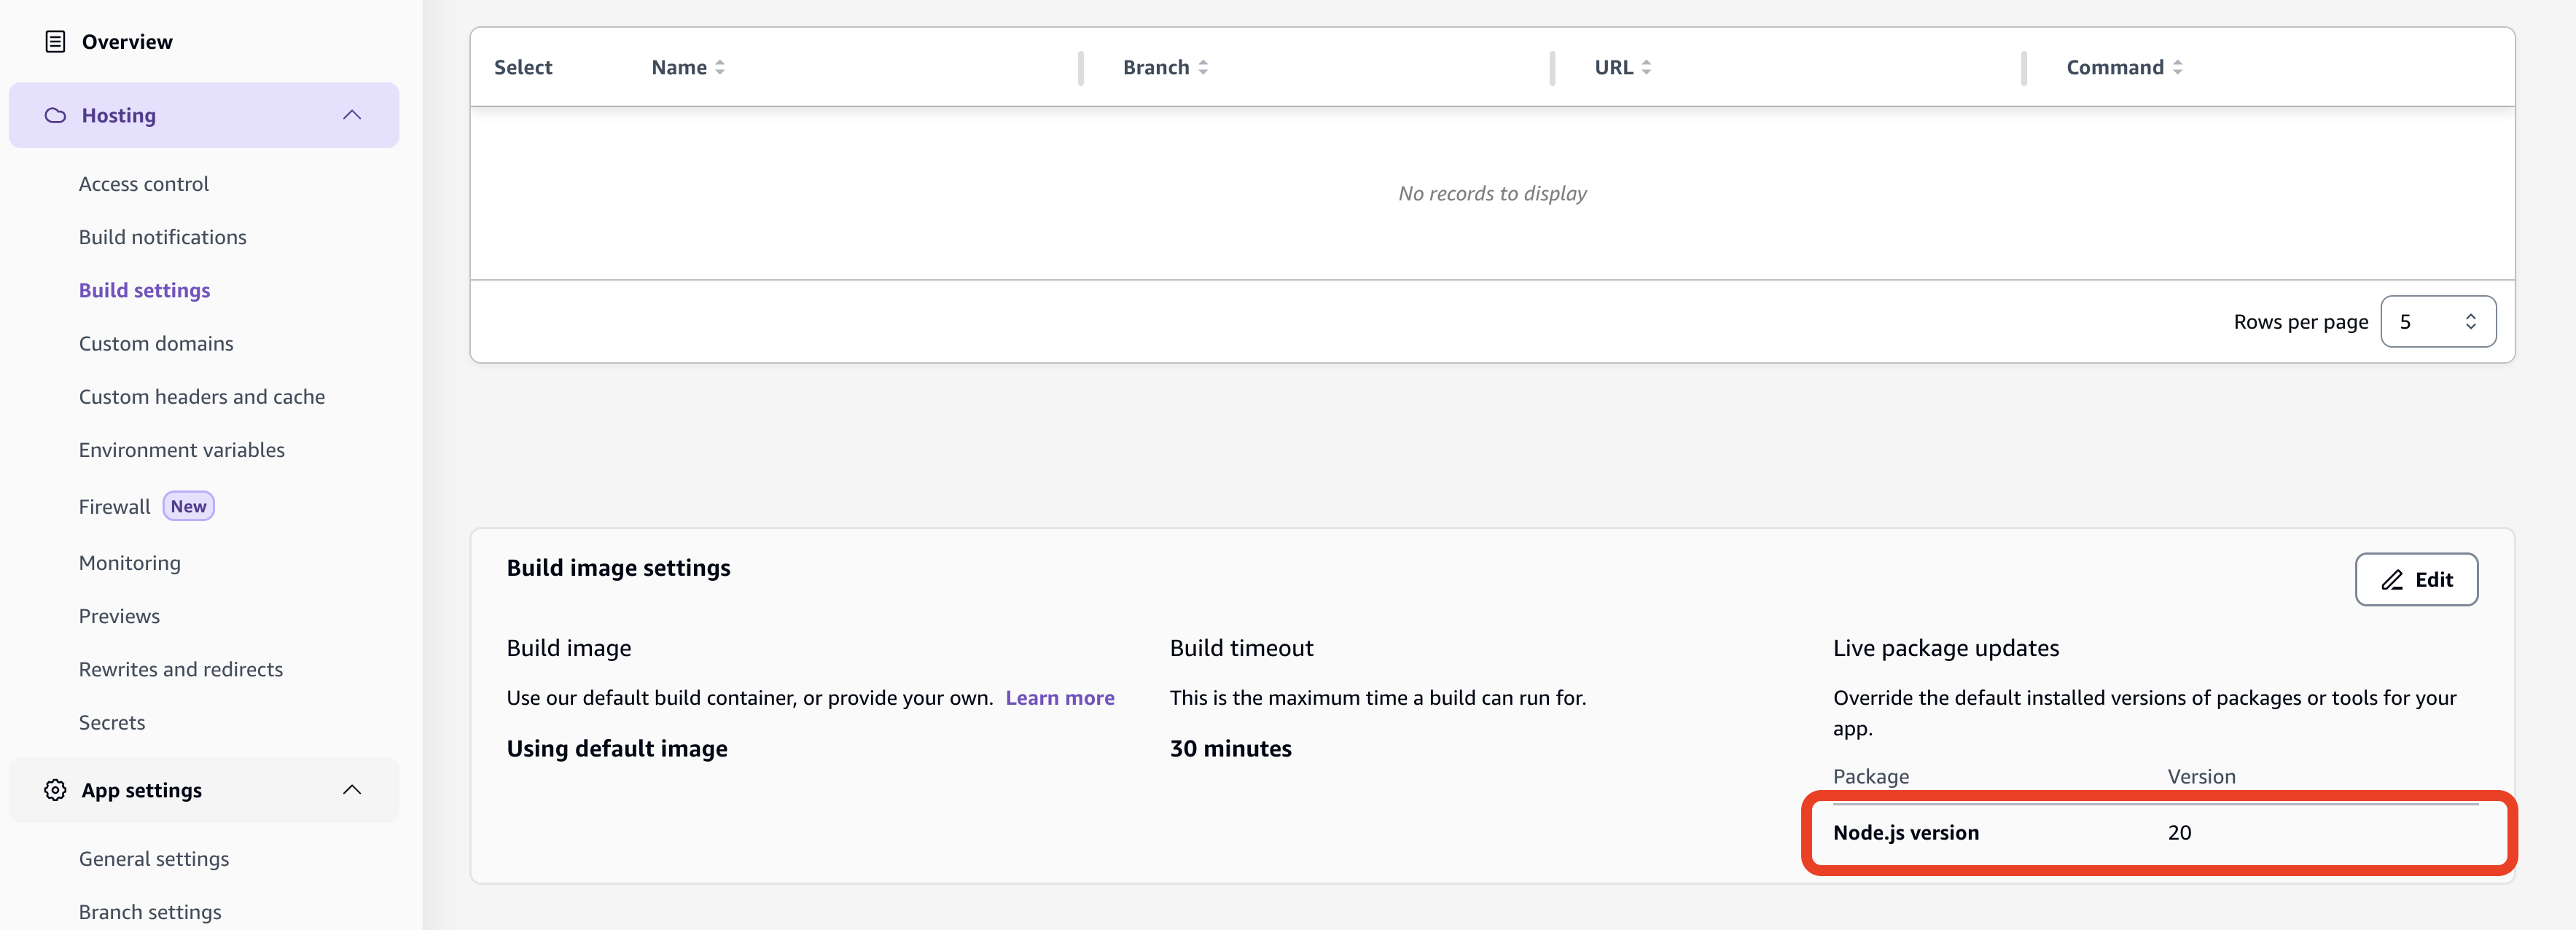 Overview
Hosting
Access control
Build notifications
Build settings
Custom domains
Custom headers and cache
Environment variables
Firewall New
Monitoring
Previews
Rewrites and redirects
Secrets
App settings
General settings
Branch settings
Select Name Branch URL Command
No records to display
Rows per page 5
Build image settings
Edit
Build image
Use our default build container, or provide your own. Learn more
Using default image
Build timeout
This is the maximum time a build can run for.
30 minutes
Live package updates
Override the default installed versions of packages or tools for your
app.
Package Version
Node.js version 20